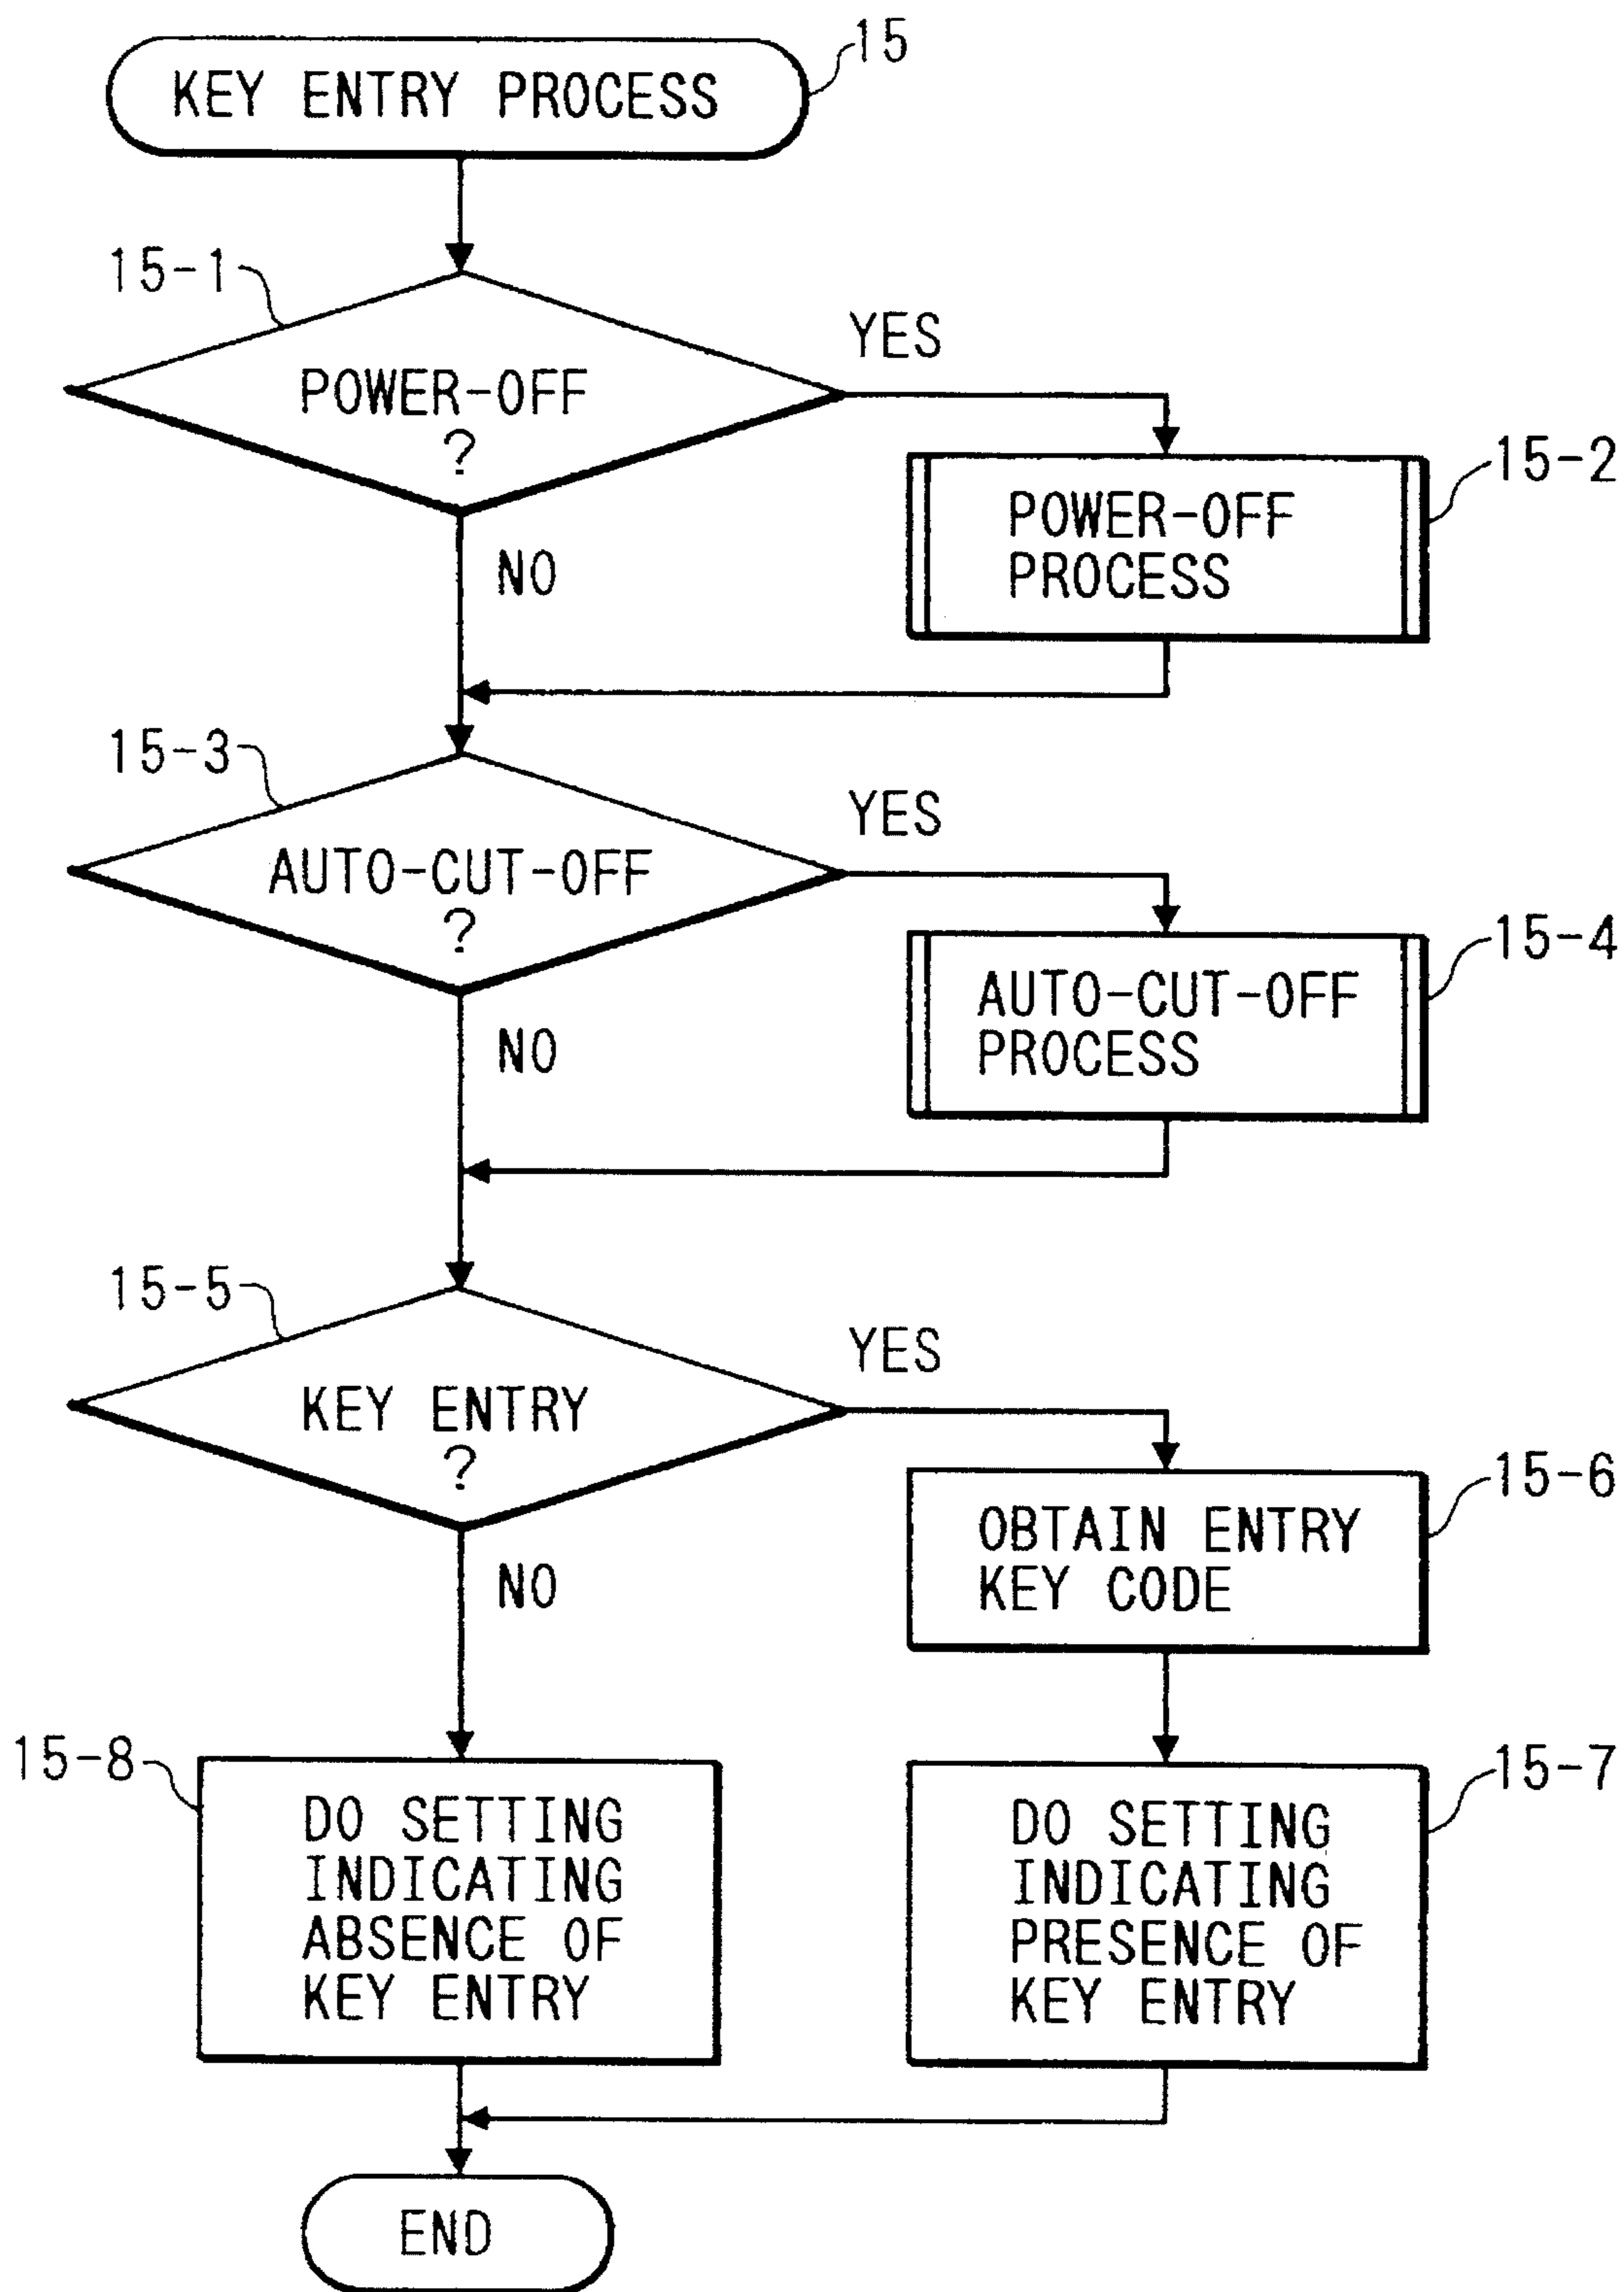 KEY ENTRY PROCESS
15
15-1
POWER-OFF
?
YES
NO
15-2
POWER-OFF
PROCESS
15-3
AUTO-CUT-OFF
?
YES
NO
15-4
AUTO-CUT-OFF
PROCESS
15-5
KEY ENTRY
?
YES
NO
15-6
OBTAIN ENTRY
KEY CODE
15-8
DO SETTING
INDICATING
ABSENCE OF
KEY ENTRY
15-7
DO SETTING
INDICATING
PRESENCE OF
KEY ENTRY
END